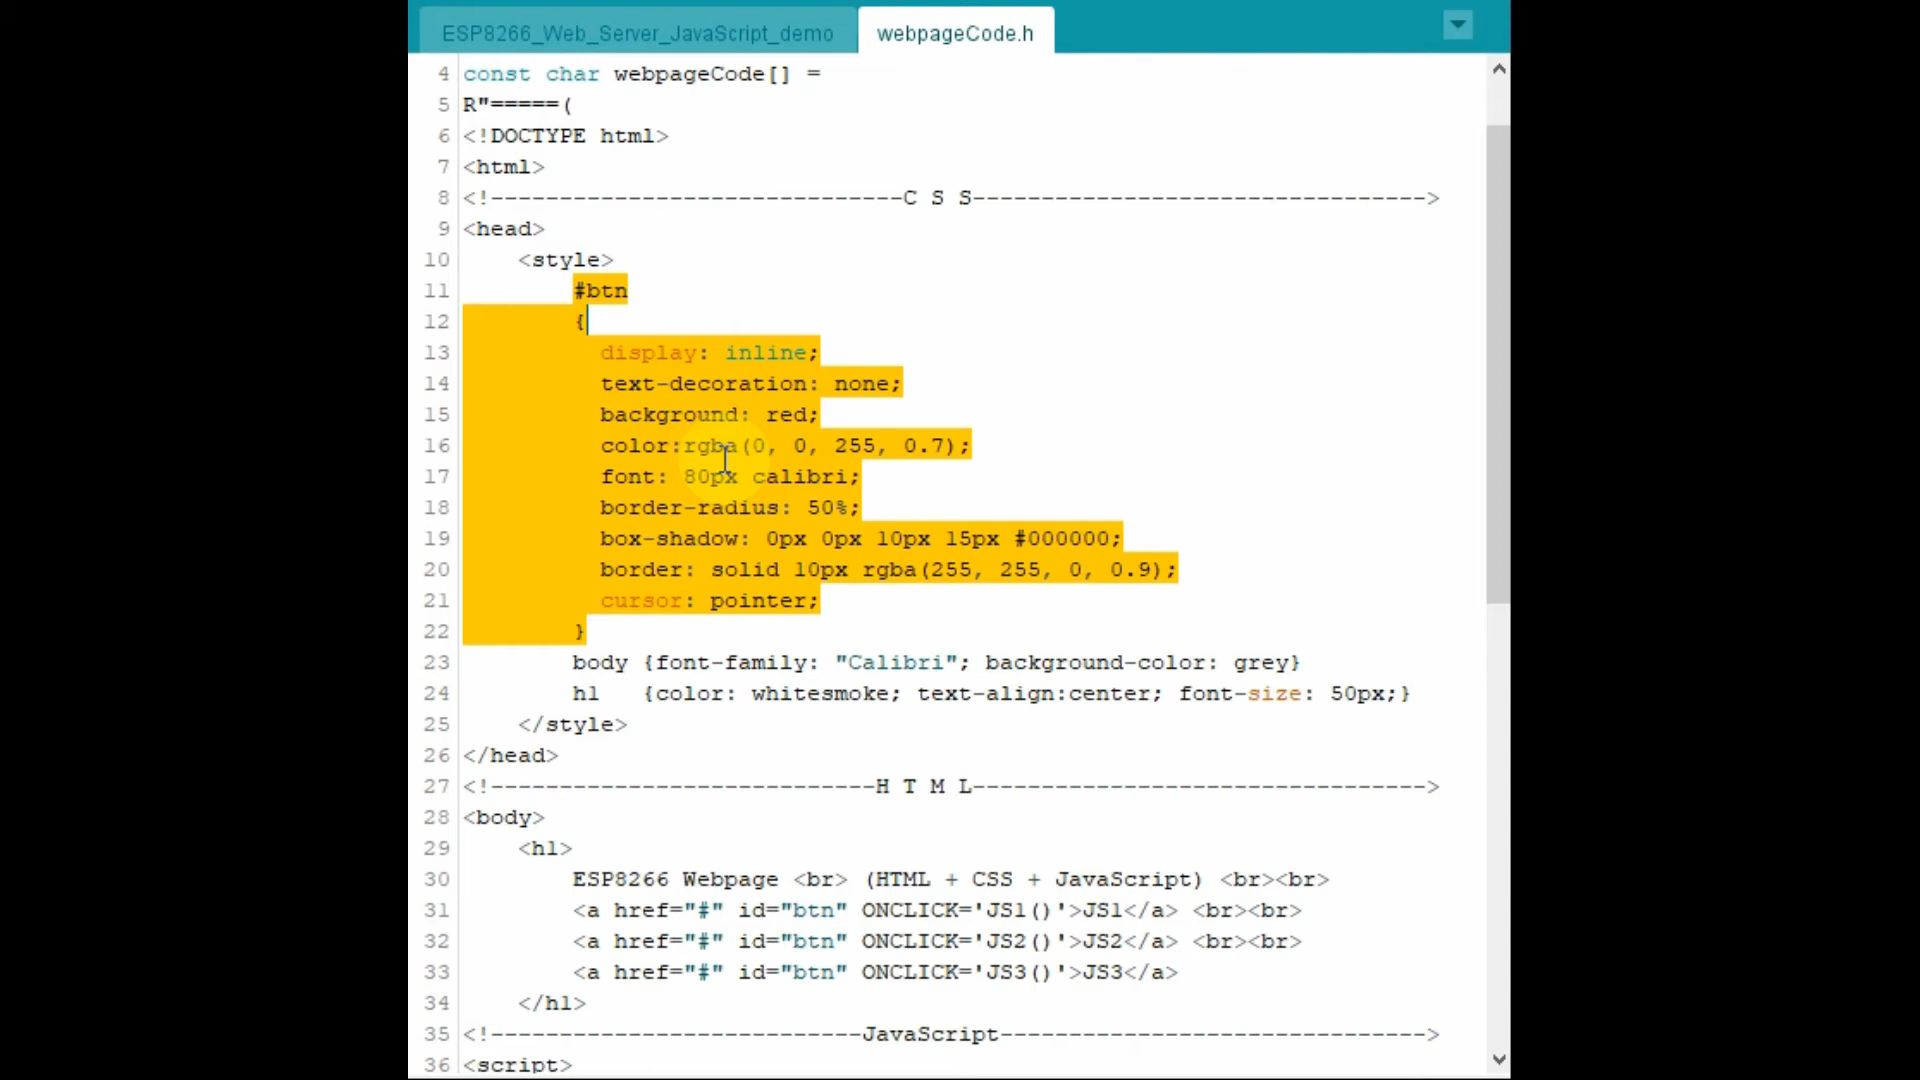 ESP8266_Web_Server_JavaScript_demo webpageCode.h
4 const char webpageCode[] =
5 R"=====(
6 <!DOCTYPE html>
7 <html>
8 <!------------------------------C S S--------------------------------->
9 <head>
10 <style>
11 #btn
12 {
13 display: inline;
14 text-decoration: none;
15 background: red;
16 color:rgba(0, 0, 255, 0.7);
17 font: 80px calibri;
18 border-radius: 50%;
19 box-shadow: 0px 0px 10px 15px #000000;
20 border: solid 10px rgba(255, 255, 0, 0.9);
21 cursor: pointer;
22 }
23 body {font-family: "Calibri"; background-color: grey}
24 h1 {color: whitesmoke; text-align:center; font-size: 50px;}
25 </style>
26 </head>
27 <!----------------------------H T M L--------------------------------->
28 <body>
29 <h1>
30 ESP8266 Webpage <br> (HTML + CSS + JavaScript) <br><br>
31 <a href="#" id="btn" ONCLICK='JS1()'>JS1</a> <br><br>
32 <a href="#" id="btn" ONCLICK='JS2()'>JS2</a> <br><br>
33 <a href="#" id="btn" ONCLICK='JS3()'>JS3</a>
34 </h1>
35 <!---------------------------JavaScript------------------------------->
36 <script>